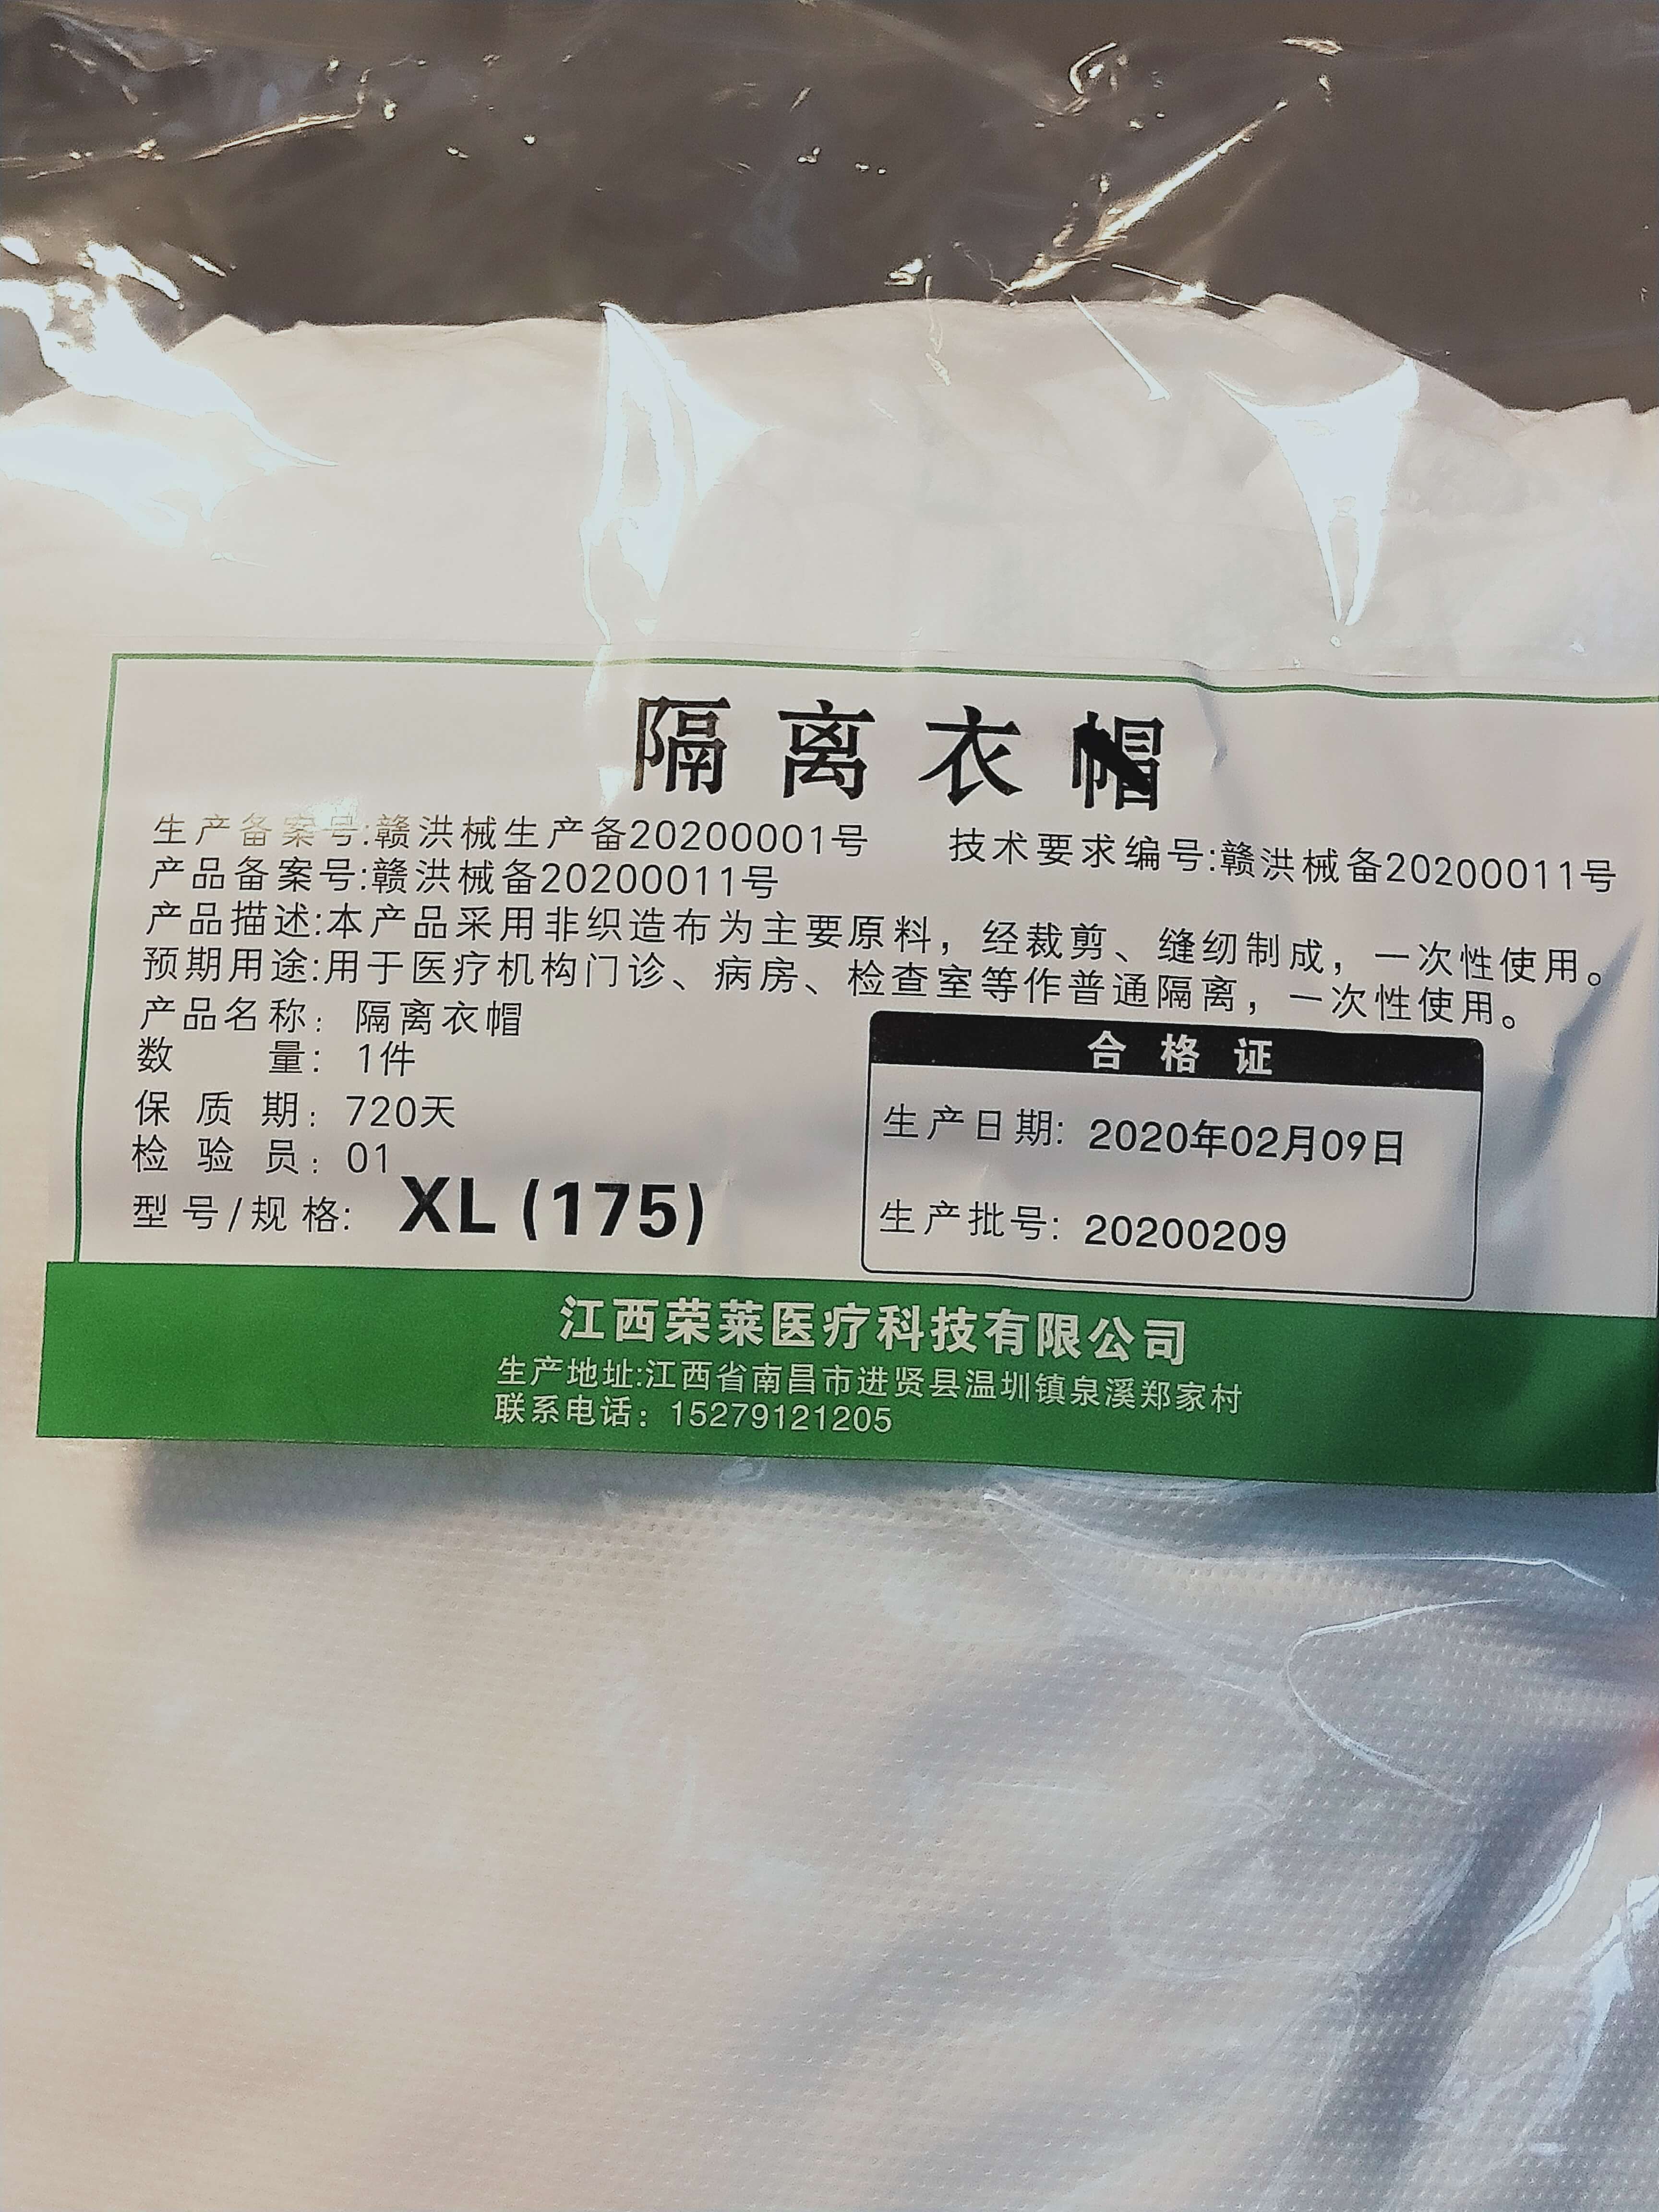 隔离衣帽
生产备案号:赣洪械生产备20200001号 技术要求编号:赣洪械备20200011号
产品备案号:赣洪械备20200011号
产品描述:本产品采用非织造布为主要原料，经裁剪、缝纫制成，一次性使用。
预期用途:用于医疗机构门诊、病房、检查室等作普通隔离，一次性使用。
产品名称：隔离衣帽
数量：1件
保质期：720天
检验员：01
型号/规格：XL (175)
合格证
生产日期：2020年02月09日
生产批号：20200209
江西荣莱医疗科技有限公司
生产地址:江西省南昌市进贤县温圳镇泉溪郑家村
联系电话：15279121205